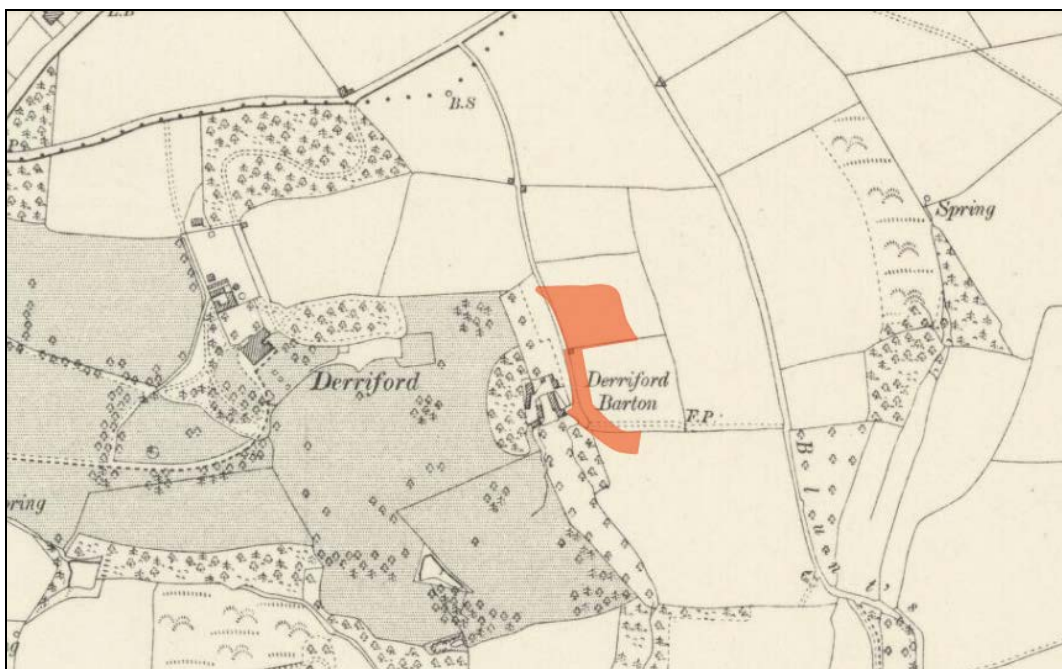 L.B
B.S
P
Spring
Derriford
Derriford
Barton
F.P.
Blunt's
ring
g